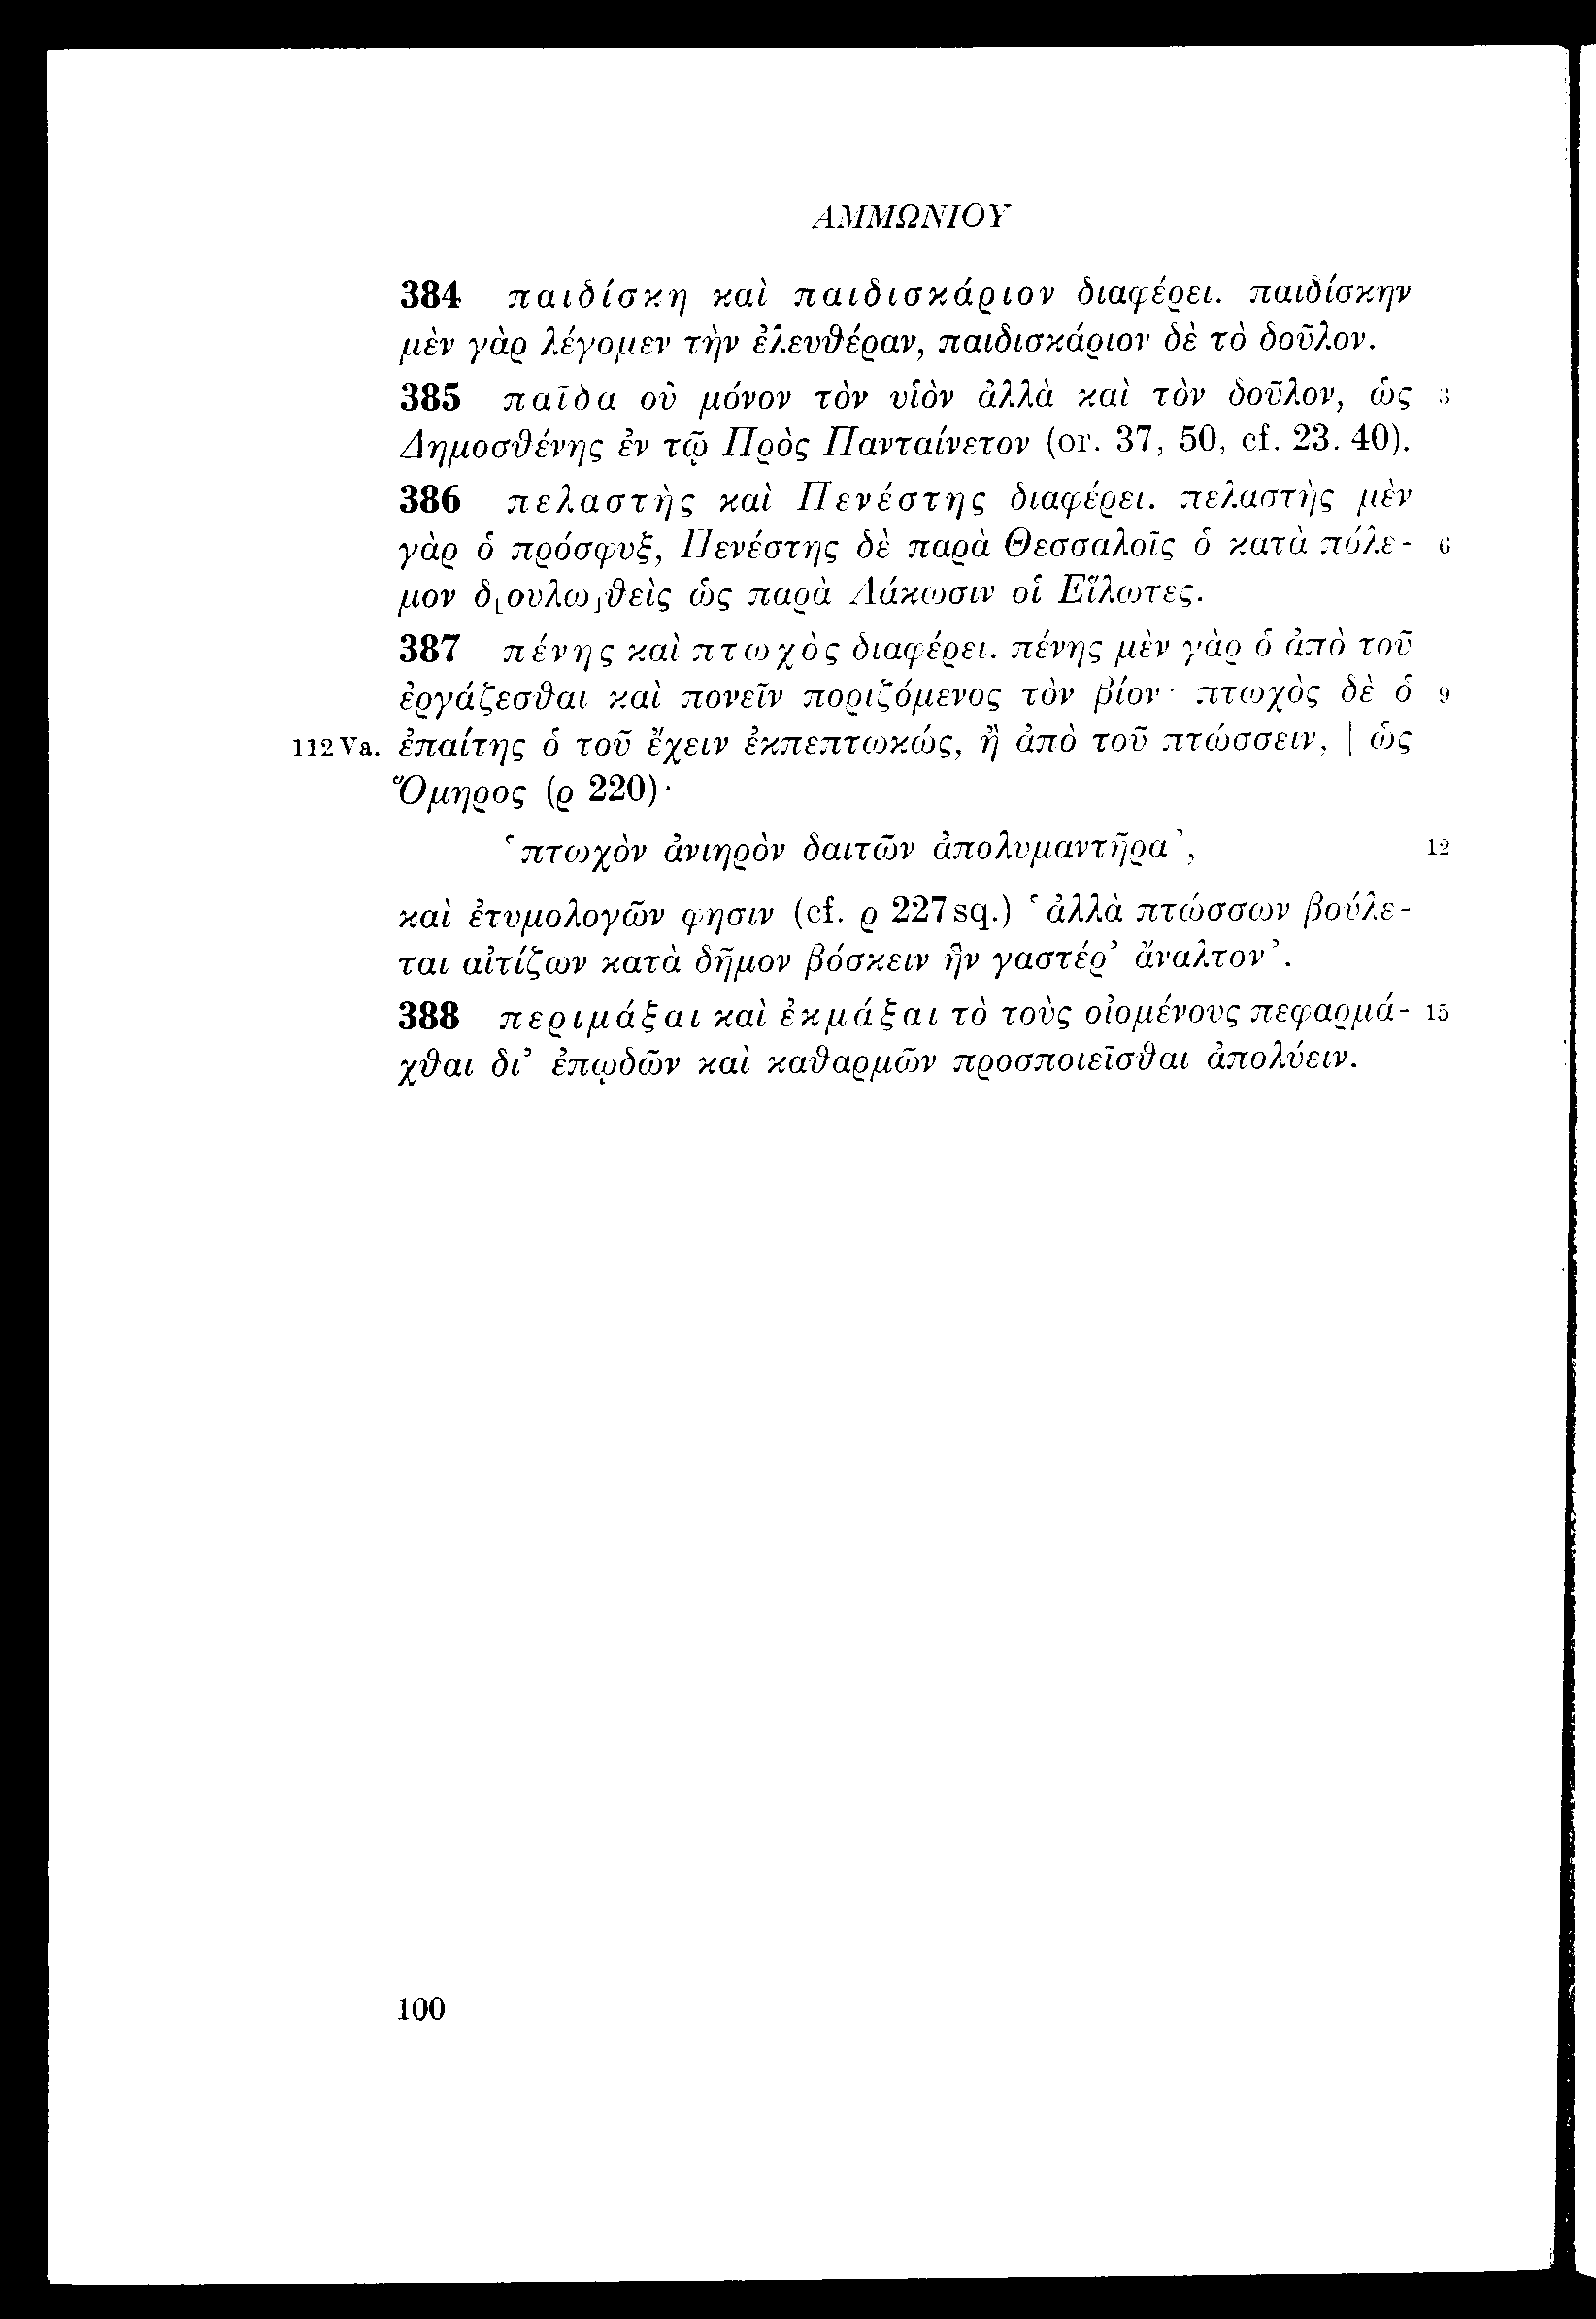 ΑΜΜΩΝΙΟΥ
384 παιδίσκη καὶ παιδισκάριον διαφέρει. παιδίσκην
μὲν γὰρ λέγομεν τὴν ἐλευθέραν, παιδισκάριον δὲ τὸ δοῦλον.
385 παῖδα οὐ μόνον τὸν υἱὸν ἀλλὰ καὶ τὸν δοῦλον, ὡς 3
Δημοσθένης ἐν τῷ Πρὸς Πανταίνετον (or. 37, 50, cf. 23. 40).
386 πελαστὴς καὶ Πενέστης διαφέρει. πελαστὴς μὲν
γὰρ ὁ πρόσφυξ, Πενέστης δὲ παρὰ Θεσσαλοῖς ὁ κατὰ πόλε- 6
μον δ⸤ουλω⸥θεὶς ὡς παρὰ Λάκωσιν οἱ Εἵλωτες.
387 πένης καὶ πτωχὸς διαφέρει. πένης μὲν γὰρ ὁ ἀπὸ τοῦ
ἐργάζεσθαι καὶ πονεῖν ποριζόμενος τὸν βίον· πτωχὸς δὲ ὁ 9
112 Va. ἐπαίτης ὁ τοῦ ἔχειν ἐκπεπτωκώς, ἢ ἀπὸ τοῦ πτώσσειν, | ὡς
Ὅμηρος (ρ 220)·
‘πτωχὸν ἀνιηρὸν δαιτῶν ἀπολυμαντῆρα’, 12
καὶ ἐτυμολογῶν φησιν (cf. ρ 227 sq.) ‘ἀλλὰ πτώσσων βούλε-
ται αἰτίζων κατὰ δῆμον βόσκειν ἣν γαστέρ’ ἄναλτον’.
388 περιμάξαι καὶ ἐκμάξαι τὸ τοὺς οἰομένους πεφαρμά- 15
χθαι δι’ ἐπῳδῶν καὶ καθαρμῶν προσποιεῖσθαι ἀπολύειν.
100